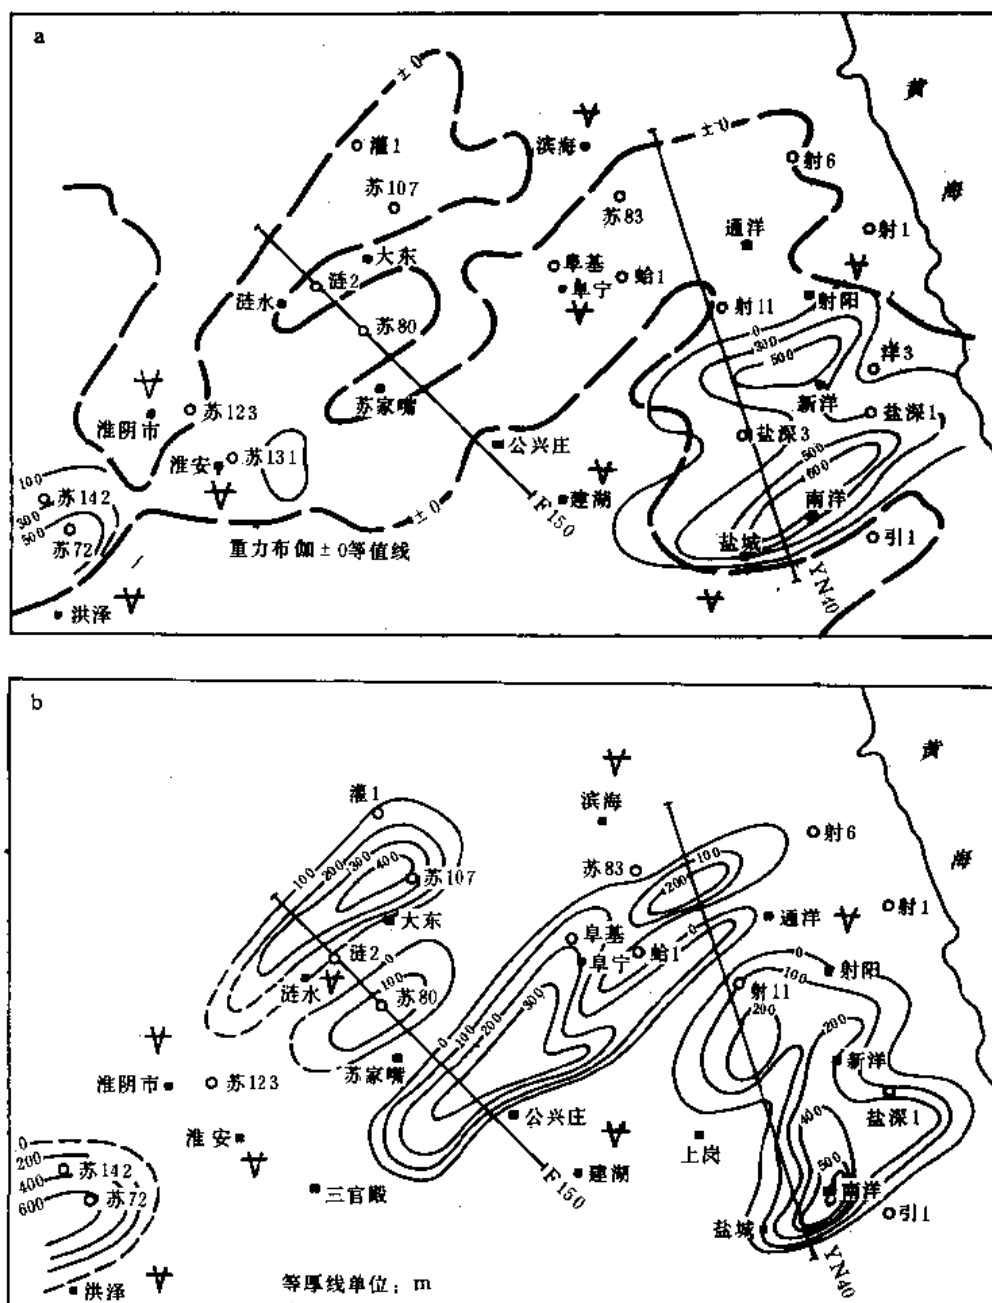 a
±0
黄
海
灌1
滨海
±0
射6
苏107
苏83
射1
通洋
大东
阜基
蛤1
涟2
阜宁
涟水
射11
射阳
苏80
0
300
500
洋3
新洋
苏家嘴
苏123
淮阴市
盐深1
公兴庄
盐深3
淮安
苏131
100
苏142
300
500
苏72
500
600
建湖
F150
南洋
±0
重力布伽±0等值线
盐城
引1
YN40
洪泽
b
黄
海
灌1
滨海
射6
100
200
300
400
苏107
苏83
100
200
大东
射1
通洋
阜基
0
蛤1
阜宁
涟2
0
涟水
100
苏80
0
射阳
100
射11
300
200
100
0
200
200
苏家嘴
新洋
淮阴市
苏123
盐深1
公兴庄
400
淮安
上岗
0
200
苏142
400
600
苏72
建湖
F150
500
南洋
三官殿
盐城
引1
YN40
洪泽
等厚线单位：m